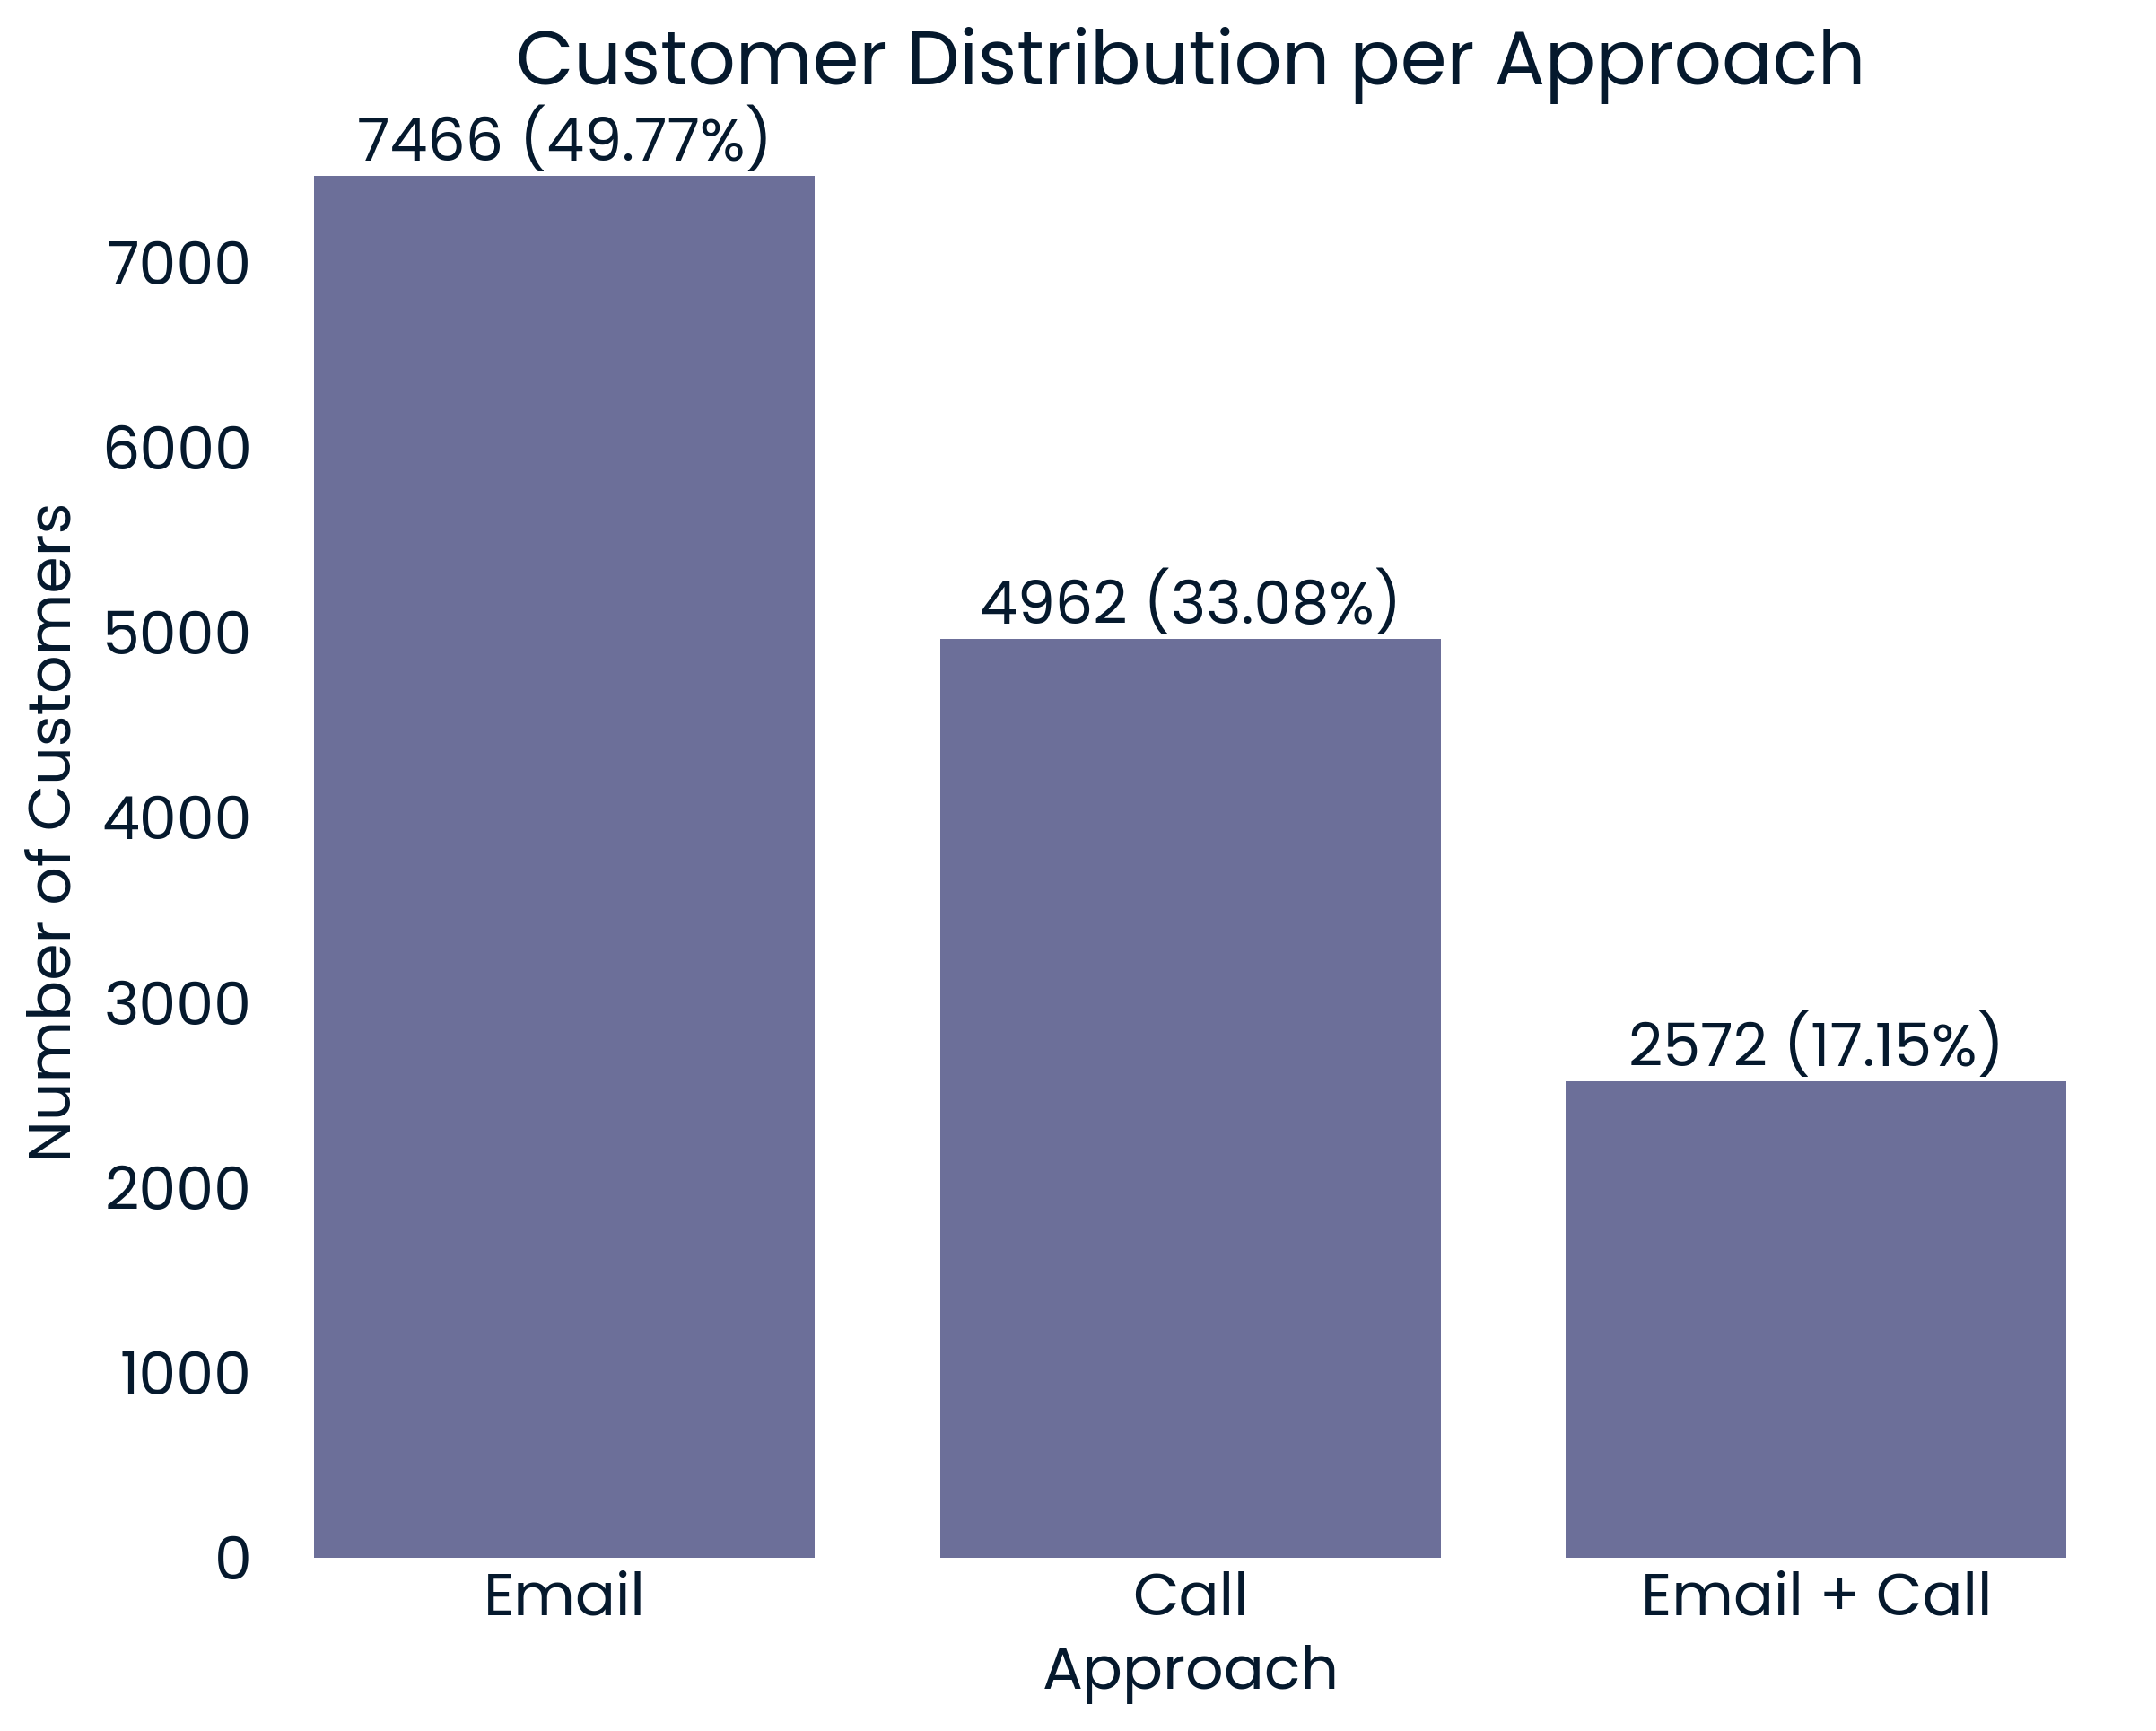 Customer Distribution per Approach
7466 (49.77%)
4962 (33.08%)
2572 (17.15%)
7000
6000
5000
4000
3000
2000
1000
0
Number of Customers
Email
Call
Email + Call
Approach